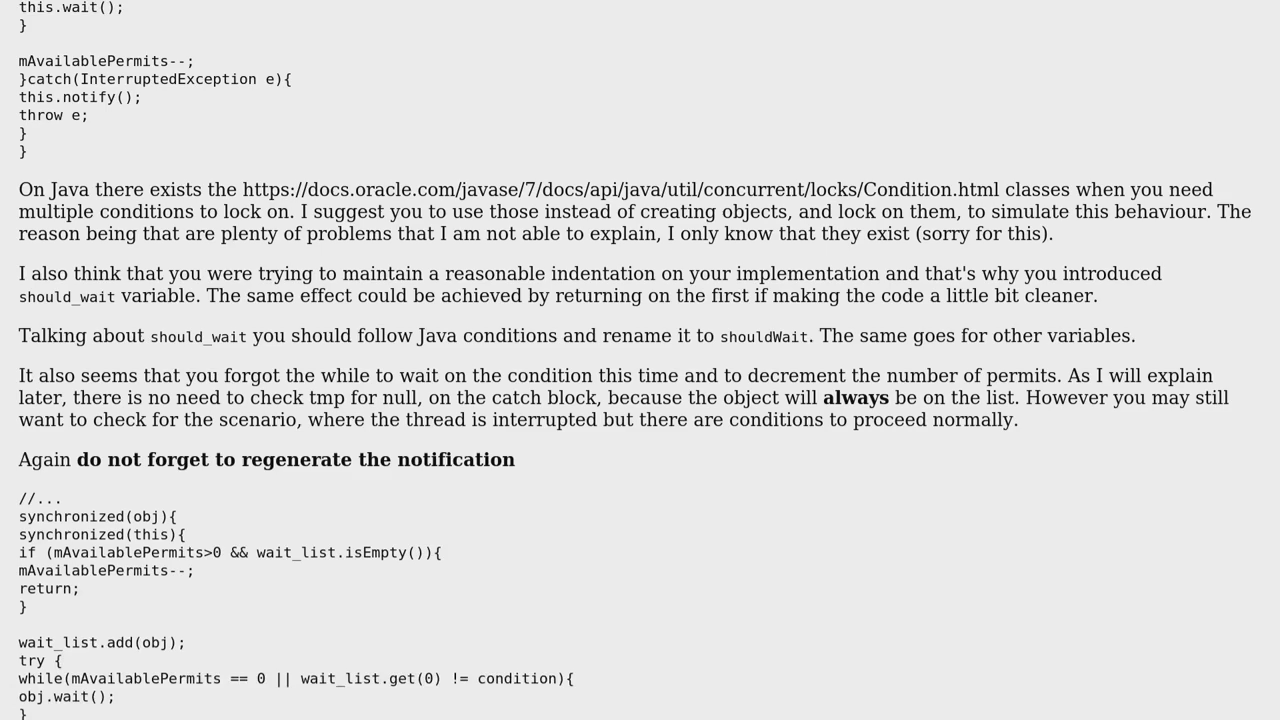 this.wait();
}
mAvailablePermits--;
}catch(InterruptedException e){
this.notify();
throw e;
}
}
On Java there exists the https://docs.oracle.com/javase/7/docs/api/java/util/concurrent/locks/Condition.html classes when you need
multiple conditions to lock on. I suggest you to use those instead of creating objects, and lock on them, to simulate this behaviour. The
reason being that are plenty of problems that I am not able to explain, I only know that they exist (sorry for this).
I also think that you were trying to maintain a reasonable indentation on your implementation and that's why you introduced
should_wait variable. The same effect could be achieved by returning on the first if making the code a little bit cleaner.
Talking about should_wait you should follow Java conditions and rename it to shouldWait. The same goes for other variables.
It also seems that you forgot the while to wait on the condition this time and to decrement the number of permits. As I will explain
later, there is no need to check tmp for null, on the catch block, because the object will always be on the list. However you may still
want to check for the scenario, where the thread is interrupted but there are conditions to proceed normally.
Again do not forget to regenerate the notification
//...
synchronized(obj){
synchronized(this){
if (mAvailablePermits>0 && wait_list.isEmpty()){
mAvailablePermits--;
return;
}
wait_list.add(obj);
try {
while(mAvailablePermits == 0 || wait_list.get(0) != condition){
obj.wait();
}